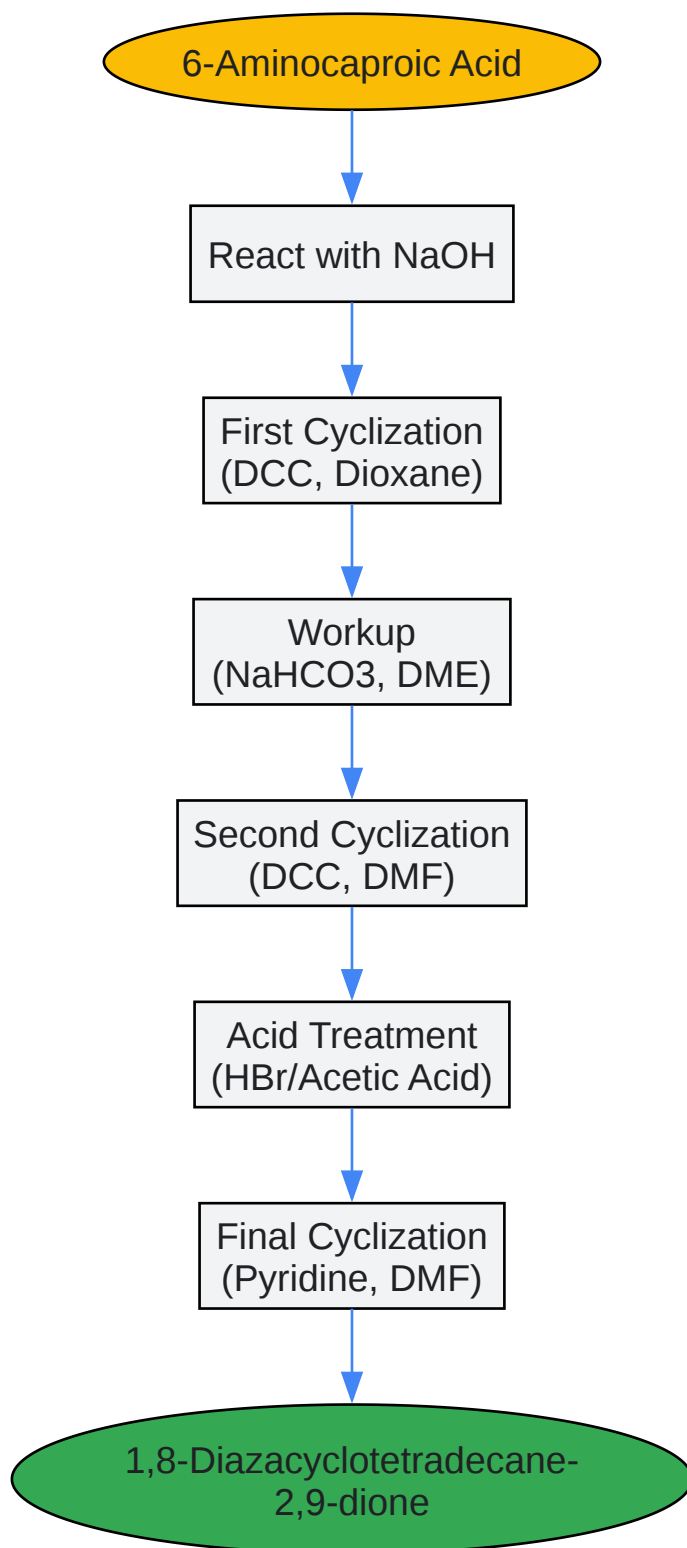 6-Aminocaproic Acid
React with NaOH
First Cyclization
(DCC, Dioxane)
Workup
(NaHCO3, DME)
Second Cyclization
(DCC, DMF)
Acid Treatment
(HBr/Acetic Acid)
Final Cyclization
(Pyridine, DMF)
1,8-Diazacyclotetradecane-
2,9-dione